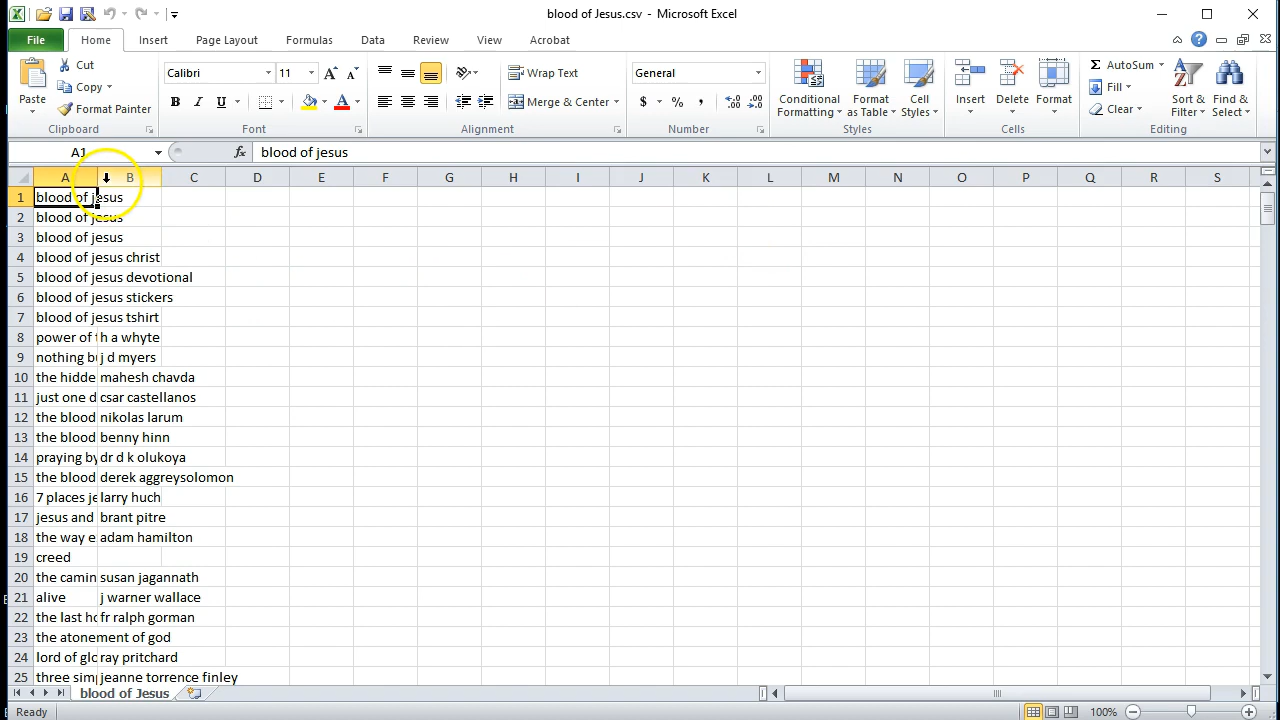 blood of Jesus.csv - Microsoft Excel
File Home Insert Page Layout Formulas Data Review View Acrobat
Paste
Cut
Copy
Format Painter
Clipboard
Calibri 11
B I U A
Font
Wrap Text
Merge & Center
Alignment
General
$ % ,
Number
Conditional Formatting
Format as Table
Cell Styles
Styles
Insert
Delete
Format
Cells
AutoSum
Fill
Clear
Sort & Filter
Find & Select
Editing
A1 fx blood of jesus
A B C D E F G H I J K L M N O P Q R S
1 blood of jesus
2 blood of jesus
3 blood of jesus
4 blood of jesus christ
5 blood of jesus devotional
6 blood of jesus stickers
7 blood of jesus tshirt
8 power of t h a whyte
9 nothing bu j d myers
10 the hidde mahesh chavda
11 just one d csar castellanos
12 the blood nikolas larum
13 the blood benny hinn
14 praying by dr d k olukoya
15 the blood derek aggreysolomon
16 7 places je larry huch
17 jesus and brant pitre
18 the way e adam hamilton
19 creed
20 the camin susan jagannath
21 alive j warner wallace
22 the last ho fr ralph gorman
23 the atonement of god
24 lord of glo ray pritchard
25 three sim jeanne torrence finley
blood of Jesus
Ready 100%